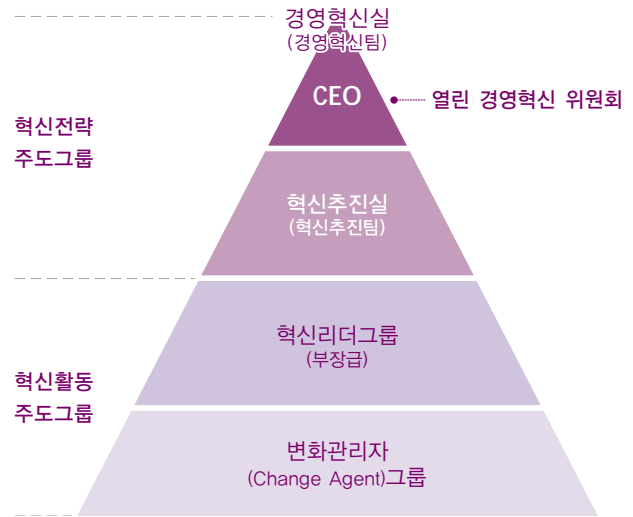 경영혁신실
(경영혁신팀)
CEO
열린 경영혁신 위원회
혁신전략
주도그룹
혁신추진실
(혁신추진팀)
혁신리더그룹
(부장급)
혁신활동
주도그룹
변화관리자
(Change Agent)그룹